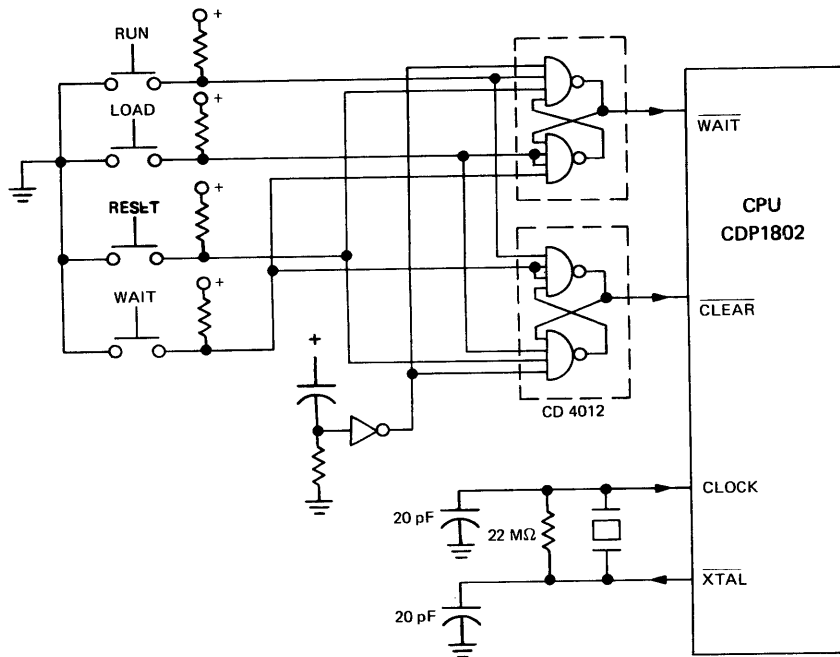 +
RUN
+
LOAD
+
RESET
+
WAIT
+
WAIT
CPU
CDP1802
CLEAR
CD 4012
CLOCK
20 pF
22 MΩ
XTAL
20 pF